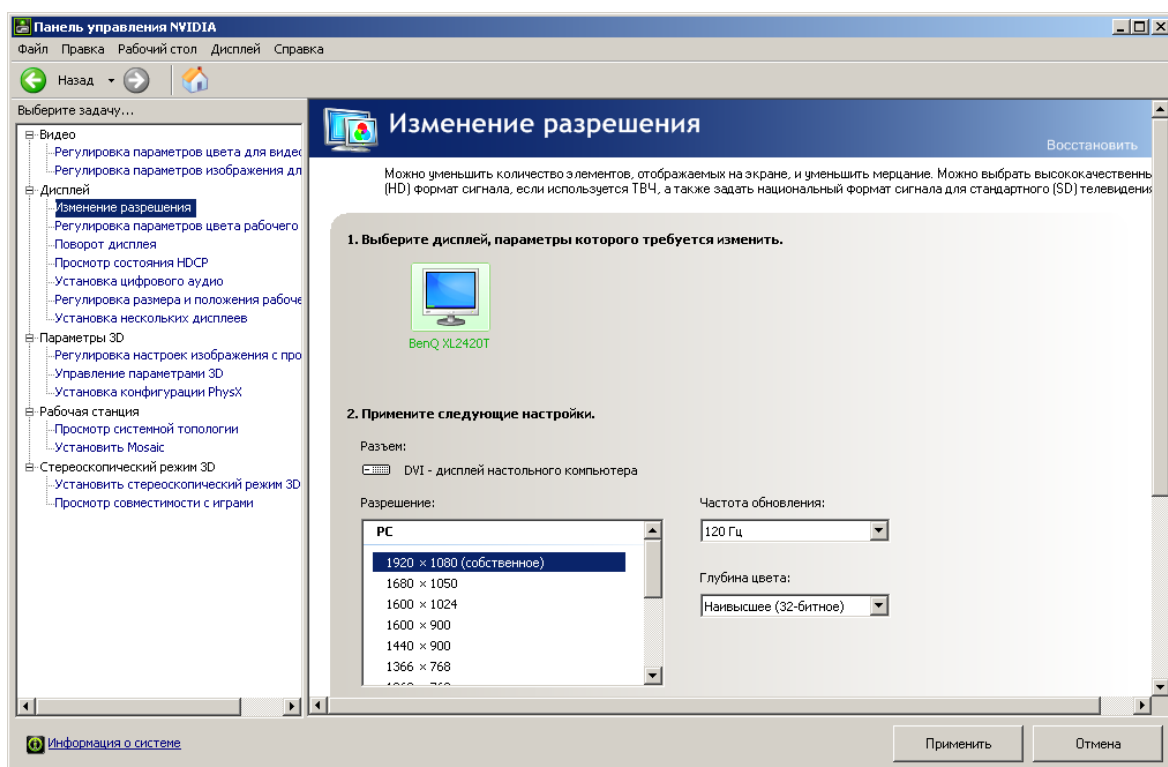 Панель управления NVIDIA
Файл Правка Рабочий стол Дисплей Справка
Назад
Выберите задачу...
Видео
Регулировка параметров цвета для видео
Регулировка параметров изображения дл
Дисплей
Изменение разрешения
Регулировка параметров цвета рабочего
Поворот дисплея
Просмотр состояния HDCP
Установка цифрового аудио
Регулировка размера и положения рабоче
Установка нескольких дисплеев
Параметры 3D
Регулировка настроек изображения с про
Управление параметрами 3D
Установка конфигурации PhysX
Рабочая станция
Просмотр системной топологии
Установить Mosaic
Стереоскопический режим 3D
Установить стереоскопический режим 3D
Просмотр совместимости с играми
Изменение разрешения
Восстановить
Можно уменьшить количество элементов, отображаемых на экране, и уменьшить мерцание. Можно выбрать высококачественнь
(HD) формат сигнала, если используется ТВЧ, а также задать национальный формат сигнала для стандартного (SD) телевидения
1. Выберите дисплей, параметры которого требуется изменить.
BenQ XL2420T
2. Примените следующие настройки.
Разъем:
DVI - дисплей настольного компьютера
Разрешение:
PC
1920 × 1080 (собственное)
1680 × 1050
1600 × 1024
1600 × 900
1440 × 900
1366 × 768
Частота обновления:
120 Гц
Глубина цвета:
Наивысшее (32-битное)
Информация о системе
Применить
Отмена